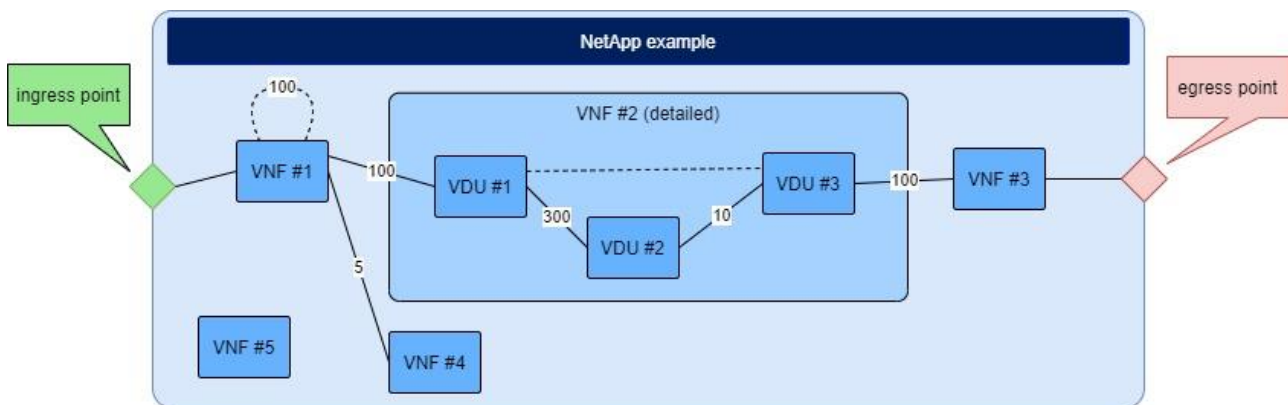 NetApp example
ingress point
egress point
100
VNF #2 (detailed)
VNF #1
100
VDU #1
VDU #3
100
VNF #3
300
10
VDU #2
5
VNF #5
VNF #4